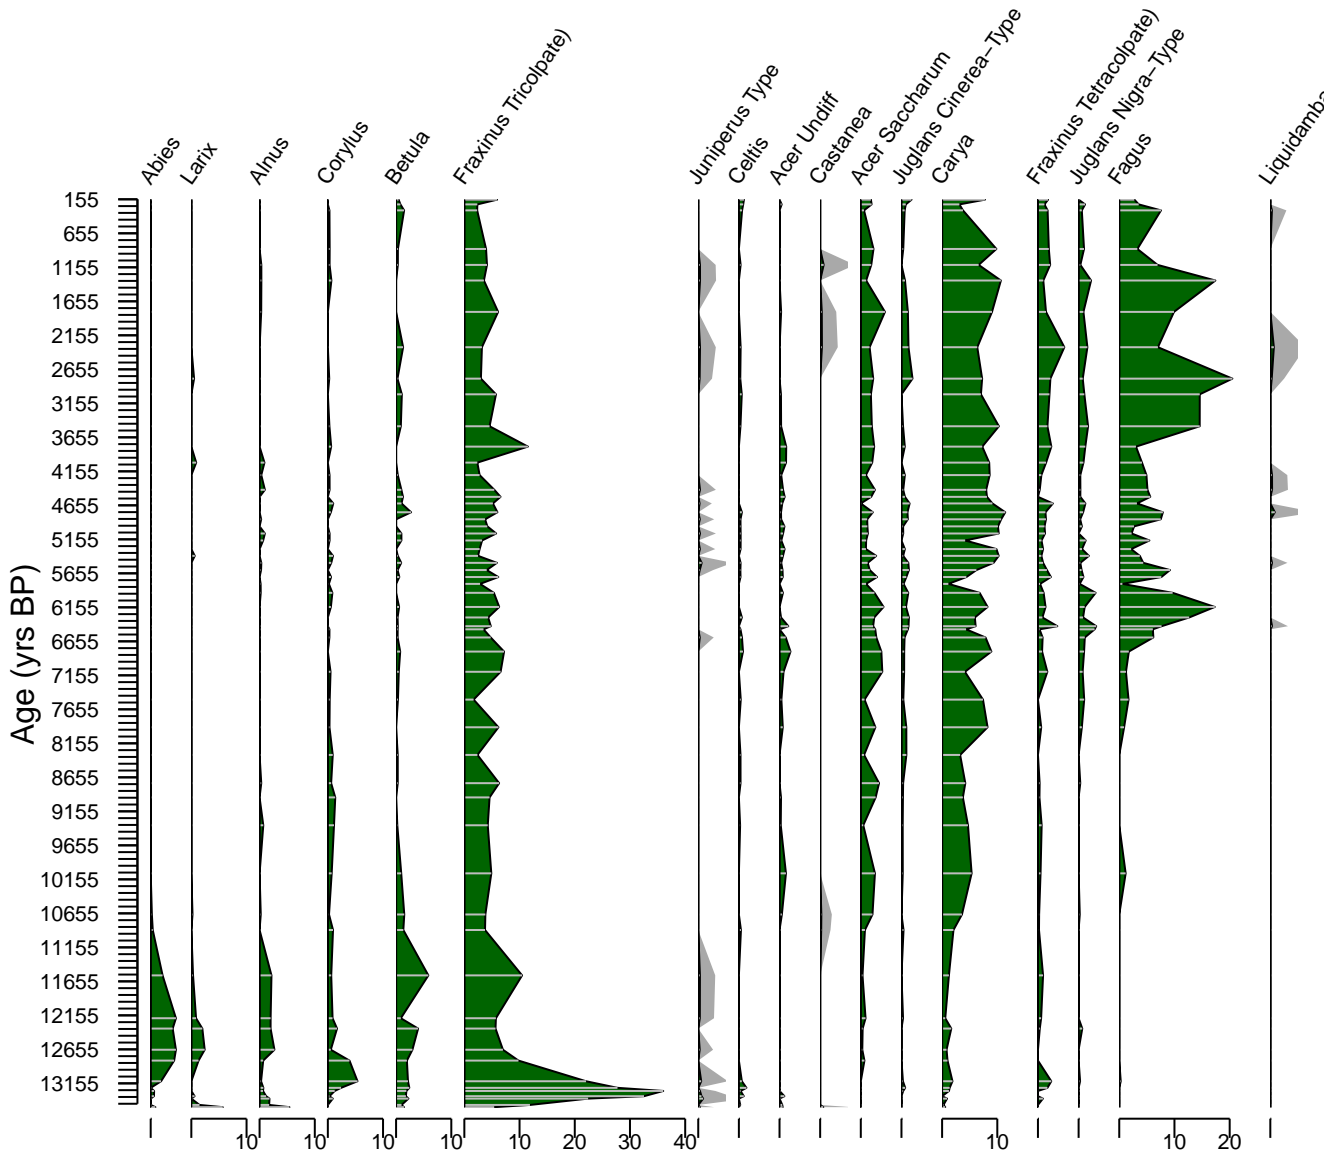 Abies
Larix
Alnus
Corylus
Betula
Fraxinus Tricolpate)
Juniperus Type
Celtis
Acer Undiff
Castanea
Acer Saccharum
Juglans Cinerea−Type
Carya
Fraxinus Tetracolpate)
Juglans Nigra−Type
Fagus
Liquidamba
Age (yrs BP)
155
655
1155
1655
2155
2655
3155
3655
4155
4655
5155
5655
6155
6655
7155
7655
8155
8655
9155
9655
10155
10655
11155
11655
12155
12655
13155
10 10 10 10 10 20 30 40 10 10 20